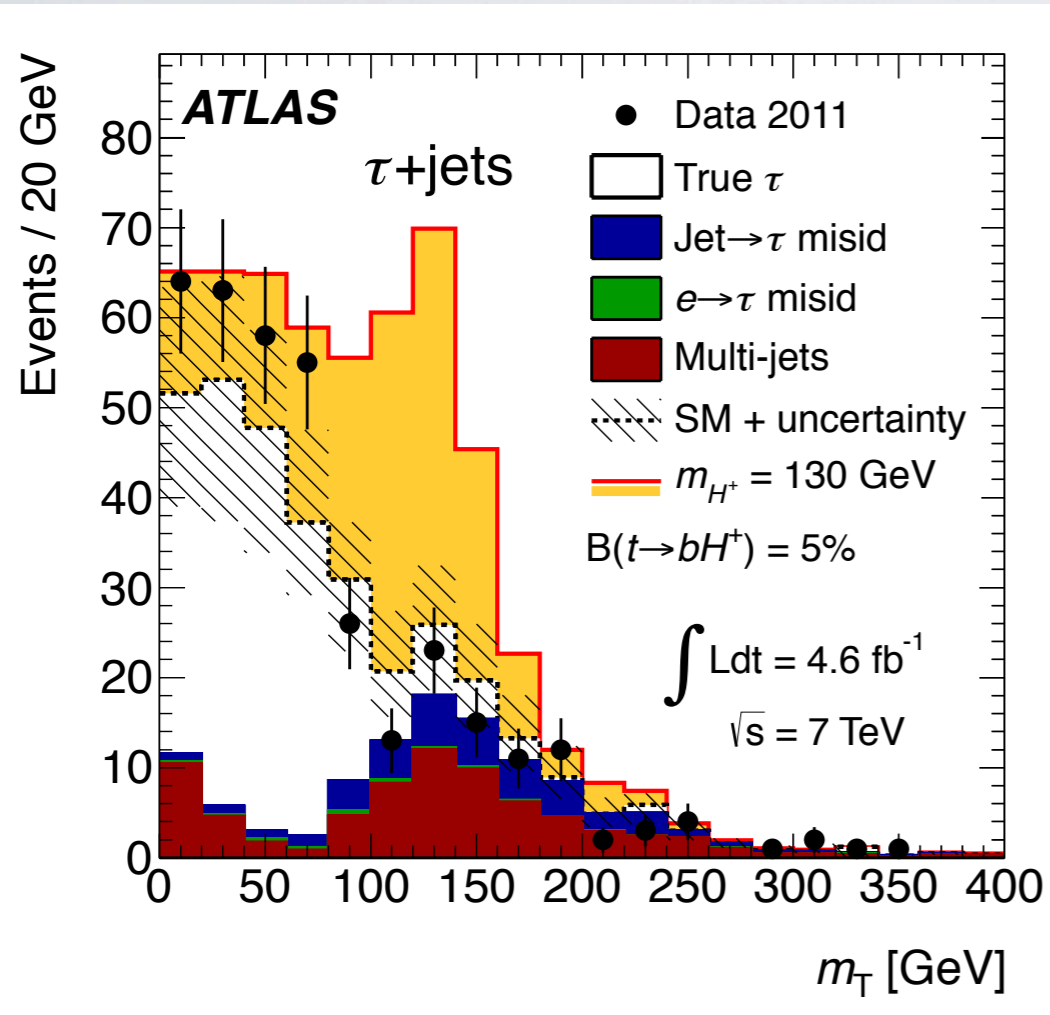 ATLAS
τ+jets
Data 2011
True τ
Jet→τ misid
e→τ misid
Multi-jets
SM + uncertainty
m_H⁺ = 130 GeV
B(t→bH⁺) = 5%
∫Ldt = 4.6 fb⁻¹
√s = 7 TeV
Events / 20 GeV
80
70
60
50
40
30
20
10
0
0 50 100 150 200 250 300 350 400
m_T [GeV]